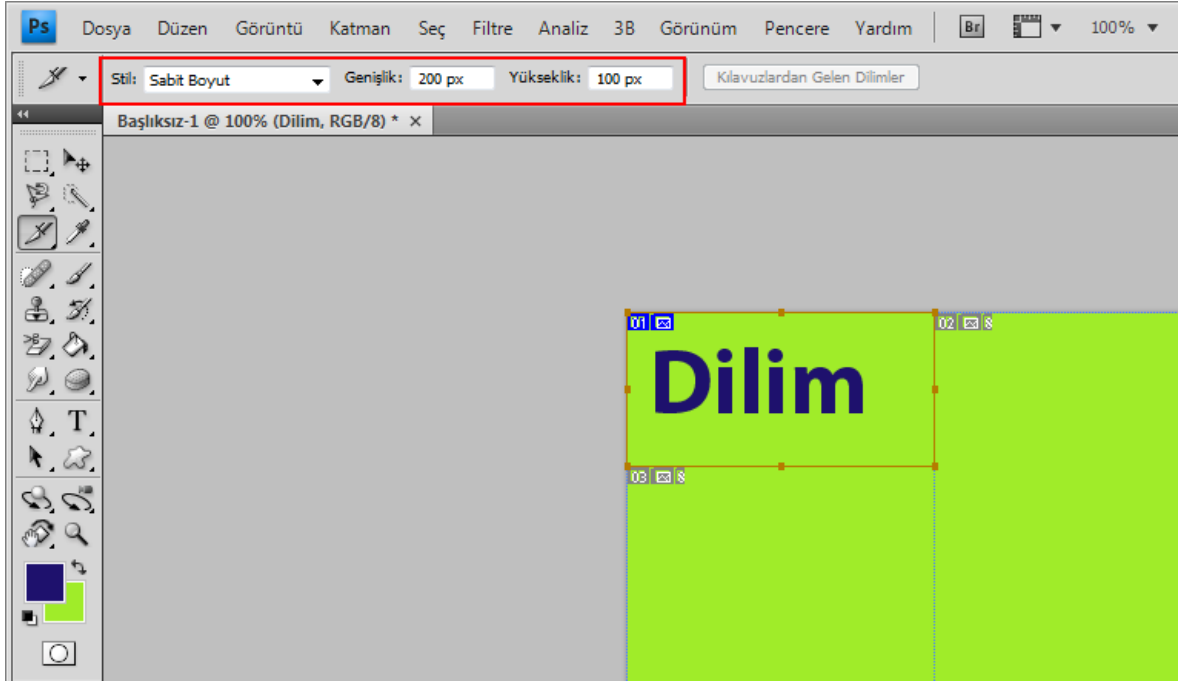 Ps Dosya Düzen Görüntü Katman Seç Filtre Analiz 3B Görünüm Pencere Yardım Br 100%
Stil: Sabit Boyut Genişlik: 200 px Yükseklik: 100 px Kılavuzlardan Gelen Dilimler
Başlıksız-1 @ 100% (Dilim, RGB/8) *
01 02
Dilim
03
T